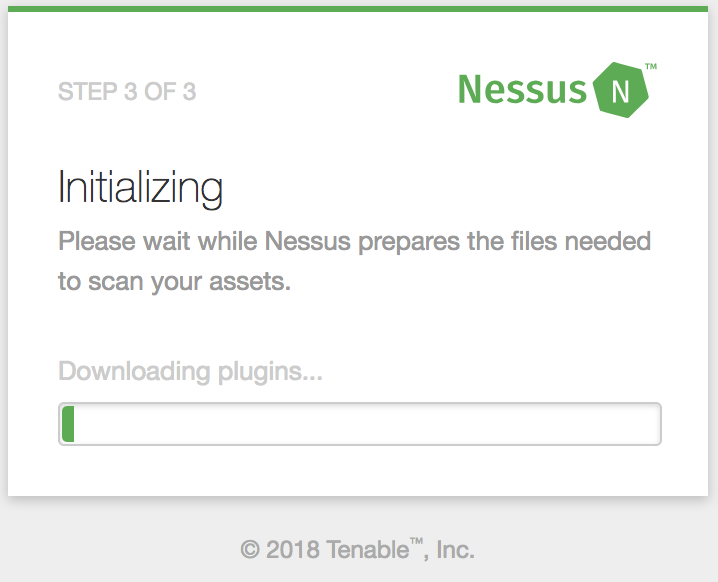 STEP 3 OF 3
Nessus N™
Initializing
Please wait while Nessus prepares the files needed
to scan your assets.
Downloading plugins...
© 2018 Tenable™, Inc.